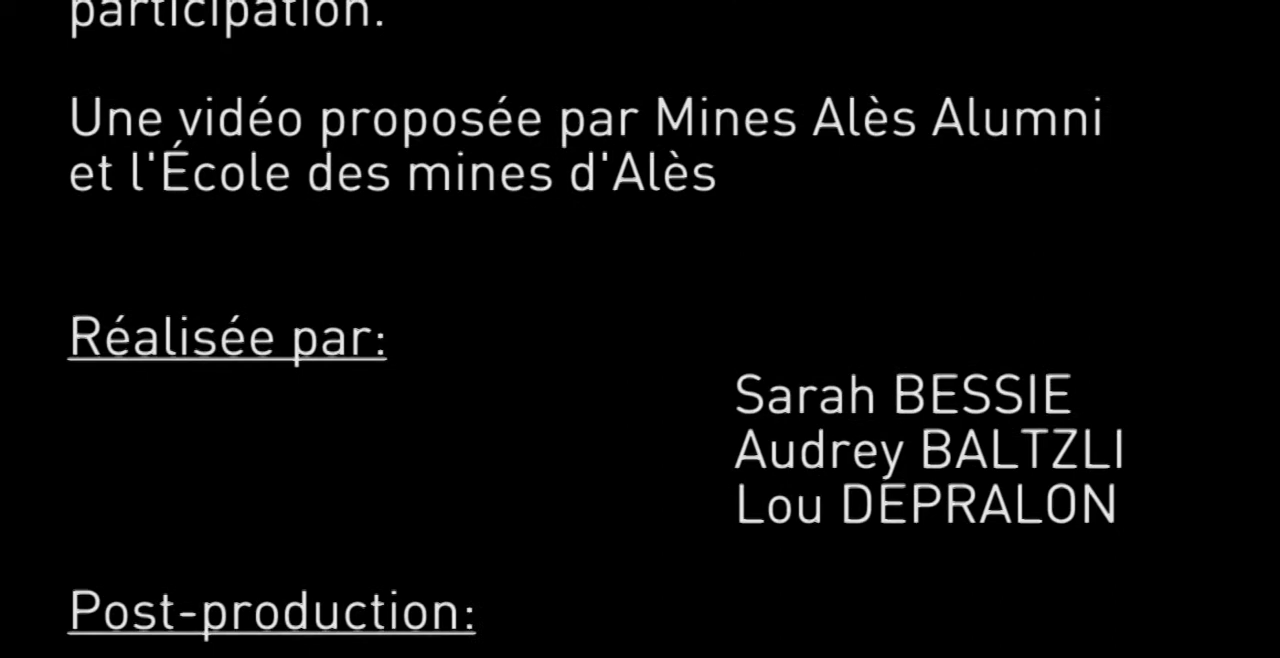 participation.
Une vidéo proposée par Mines Alès Alumni
et l'École des mines d'Alès
Réalisée par:
Sarah BESSIE
Audrey BALTZLI
Lou DEPRALON
Post-production: